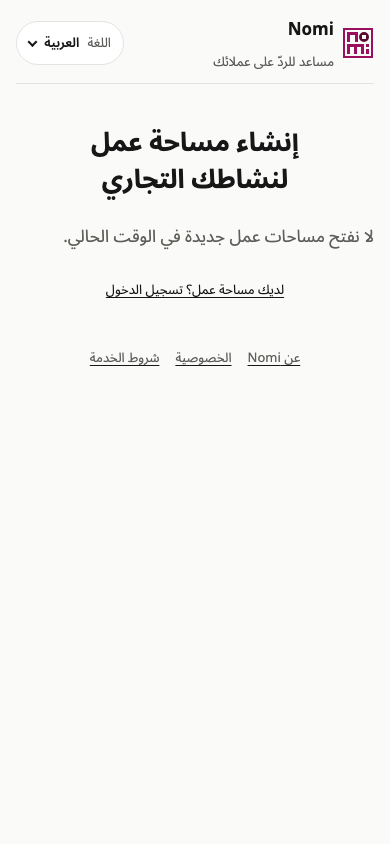 Nomi
مساعد للردّ على عملائك
اللغة العربية
إنشاء مساحة عمل
لنشاطك التجاري
لا نفتح مساحات عمل جديدة في الوقت الحالي.
لديك مساحة عمل؟ تسجيل الدخول
عن Nomi الخصوصية شروط الخدمة